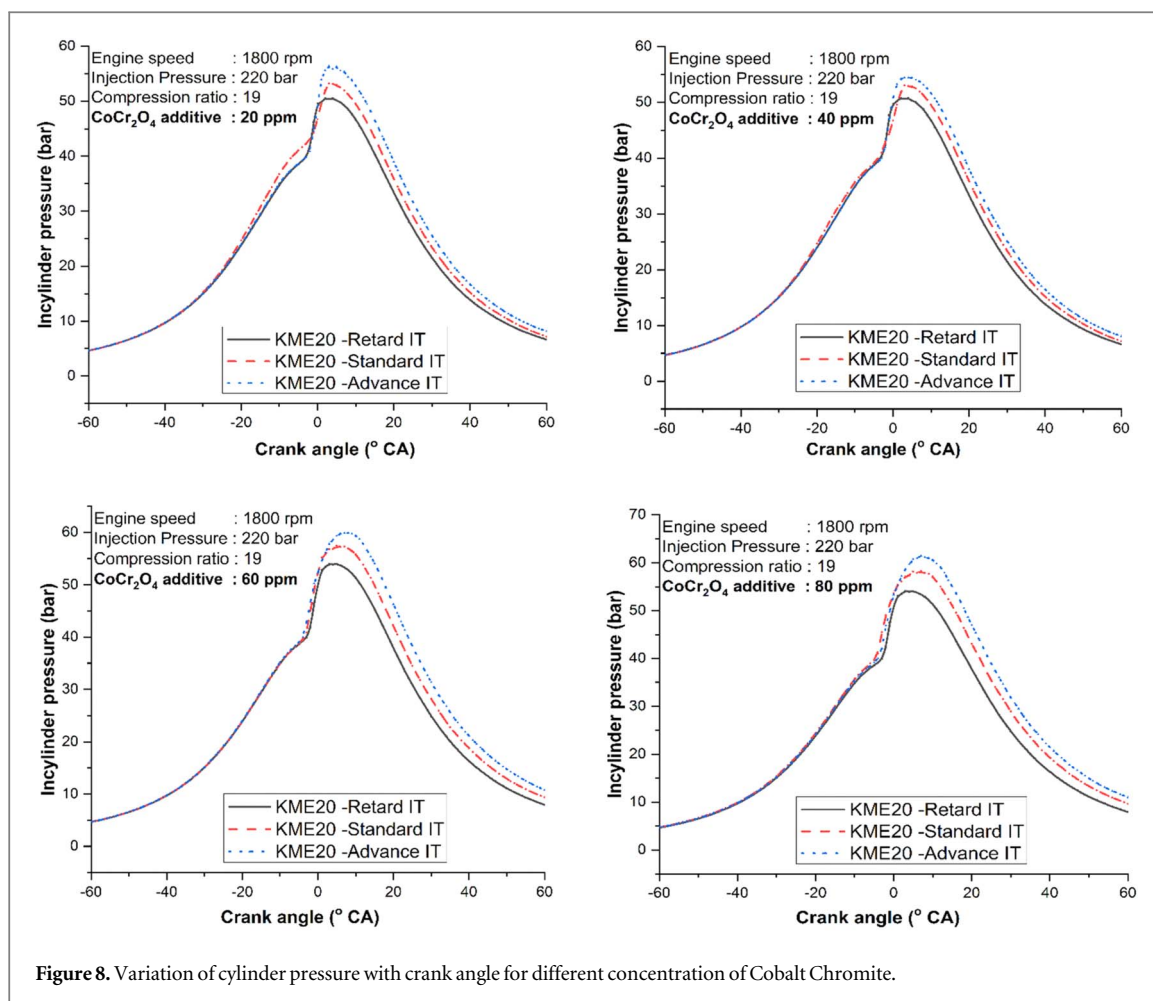 Engine speed : 1800 rpm
Injection Pressure : 220 bar
Compression ratio : 19
CoCr₂O₄ additive : 20 ppm
Incylinder pressure (bar)
60
50
40
30
20
10
0
KME20 -Retard IT
KME20 -Standard IT
KME20 -Advance IT
-60 -40 -20 0 20 40 60
Crank angle (° CA)
Engine speed : 1800 rpm
Injection Pressure : 220 bar
Compression ratio : 19
CoCr₂O₄ additive : 40 ppm
Incylinder pressure (bar)
60
50
40
30
20
10
0
KME20 -Retard IT
KME20 -Standard IT
KME20 -Advance IT
-60 -40 -20 0 20 40 60
Crank angle (° CA)
Engine speed : 1800 rpm
Injection Pressure : 220 bar
Compression ratio : 19
CoCr₂O₄ additive : 60 ppm
Incylinder pressure (bar)
60
50
40
30
20
10
0
KME20 -Retard IT
KME20 -Standard IT
KME20 -Advance IT
-60 -40 -20 0 20 40 60
Crank angle (° CA)
Engine speed : 1800 rpm
Injection Pressure : 220 bar
Compression ratio : 19
CoCr₂O₄ additive : 80 ppm
Incylinder pressure (bar)
70
60
50
40
30
20
10
0
KME20 -Retard IT
KME20 -Standard IT
KME20 -Advance IT
-60 -40 -20 0 20 40 60
Crank angle (° CA)
Figure 8. Variation of cylinder pressure with crank angle for different concentration of Cobalt Chromite.